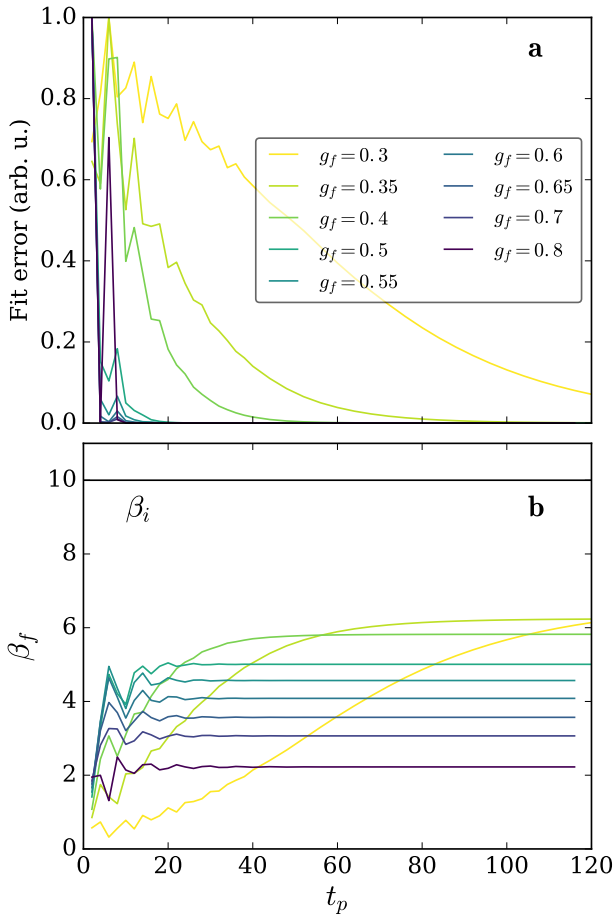 1.0
a
0.8
0.6
0.4
0.2
0.0
Fit error (arb. u.)
g_f = 0.3
g_f = 0.35
g_f = 0.4
g_f = 0.5
g_f = 0.55
g_f = 0.6
g_f = 0.65
g_f = 0.7
g_f = 0.8
10
β_i
b
8
6
4
2
0
β_f
0 20 40 60 80 100 120
t_p